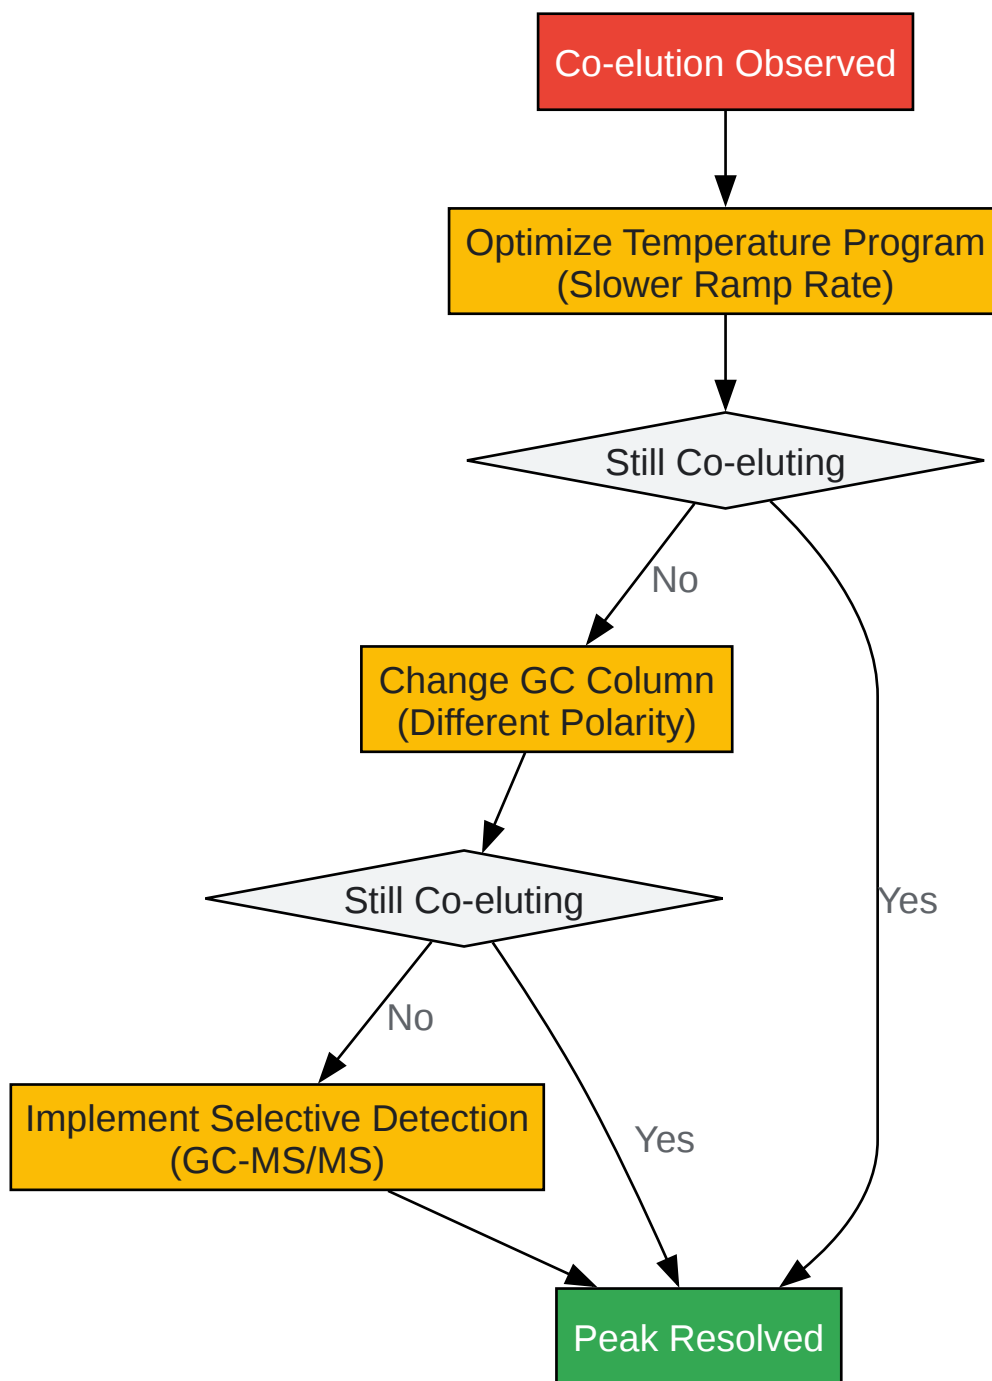 Co-elution Observed
Optimize Temperature Program
(Slower Ramp Rate)
Still Co-eluting
No
Change GC Column
(Different Polarity)
Still Co-eluting
Yes
No
Implement Selective Detection
(GC-MS/MS)
Yes
Peak Resolved